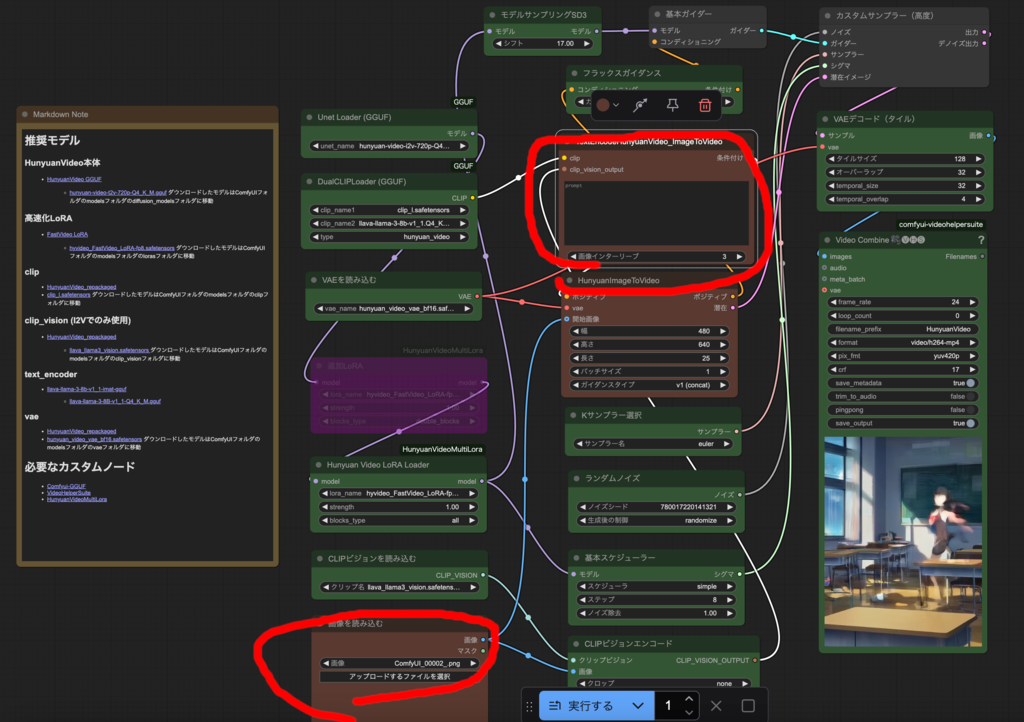 Markdown Note
推奨モデル
HunyuanVideo本体
HunyuanVideo GGUF
hunyuan-video-i2v-720p-Q4_K_M.gguf ダウンロードしたモデルはComfyUIフォルダのmodelsフォルダのdiffusion_modelsフォルダに移動
高速化LoRA
FastVideo LoRA
hyvideo_FastVideo_LoRA-fp8.safetensors ダウンロードしたモデルはComfyUIフォルダのmodelsフォルダのlorasフォルダに移動
clip
HunyuanVideo_repackaged
clip_l.safetensors ダウンロードしたモデルはComfyUIフォルダのmodelsフォルダのclipフォルダに移動
clip_vision (I2Vでのみ使用)
HunyuanVideo_repackaged
llava_llama3_vision.safetensors ダウンロードしたモデルはComfyUIフォルダのmodelsフォルダのclip_visionフォルダに移動
text_encoder
llava-llama-3-8b-v1_1-imat-gguf
llava-llama-3-8B-v1_1-Q4_K_M.gguf
vae
HunyuanVideo_repackaged
hunyuan_video_vae_bf16.safetensors ダウンロードしたモデルはComfyUIフォルダのmodelsフォルダのvaeフォルダに移動
必要なカスタムノード
Comfyui-GGUF
VideoHelperSuite
HunyuanVideoMultiLora
GGUF
Unet Loader (GGUF)
モデル
unet_name hunyuan-video-i2v-720p-Q4...
GGUF
DualCLIPLoader (GGUF)
CLIP
clip_name1 clip_l.safetensors
clip_name2 llava-llama-3-8b-v1_1:Q4_K...
type hunyuan_video
VAEを読み込む
VAE
vae_name hunyuan_video_vae_bf16.saf...
HunyuanVideoMultiLora
追加LoRA
model model
lora_name hyvideo_FastVideo_LoRA-fp...
strength
blocks_type
HunyuanVideoMultiLora
Hunyuan Video LoRA Loader
model model
lora_name hyvideo_FastVideo_LoRA-fp...
strength 1.00
blocks_type all
CLIPビジョンを読み込む
CLIP_VISION
クリップ名 llava_llama3_vision.safeten...
画像を読み込む
画像
マスク
画像 ComfyUI_00002_.png
アップロードするファイルを選択
モデルサンプリングSD3
モデル モデル
シフト 17.00
基本ガイダー
モデル ガイダー
コンディショニング
フラックスガイダンス
コンディショニング 条件付け
TextEncodeHunyuanVideo_ImageToVideo
clip 条件付け
clip_vision_output
prompt
画像インターリーブ 3
HunyuanImageToVideo
ポジティブ ポジティブ
vae 潜在
開始画像
幅 480
高さ 640
長さ 25
バッチサイズ 1
ガイダンスタイプ v1 (concat)
Kサンプラー選択
サンプラー
サンプラー名 euler
ランダムノイズ
ノイズ
ノイズシード 780017220141321
生成後の制御 randomize
基本スケジューラー
モデル シグマ
スケジューラ simple
ステップ 8
ノイズ除去 1.00
CLIPビジョンエンコード
クリップビジョン CLIP_VISION_OUTPUT
画像
クロップ none
カスタムサンプラー（高度）
ノイズ 出力
ガイダー デノイズ出力
サンプラー
シグマ
潜在イメージ
VAEデコード（タイル）
サンプル 画像
vae
タイルサイズ 128
オーバーラップ 32
temporal_size 32
temporal_overlap 4
comfyui-videohelpersuite
Video Combine 🎥🅥🅗🅢 ?
images Filenames
audio
meta_batch
vae
frame_rate 24
loop_count 0
filename_prefix HunyuanVideo
format video/h264-mp4
pix_fmt yuv420p
crf 17
save_metadata true
trim_to_audio false
pingpong false
save_output true
実行する 1